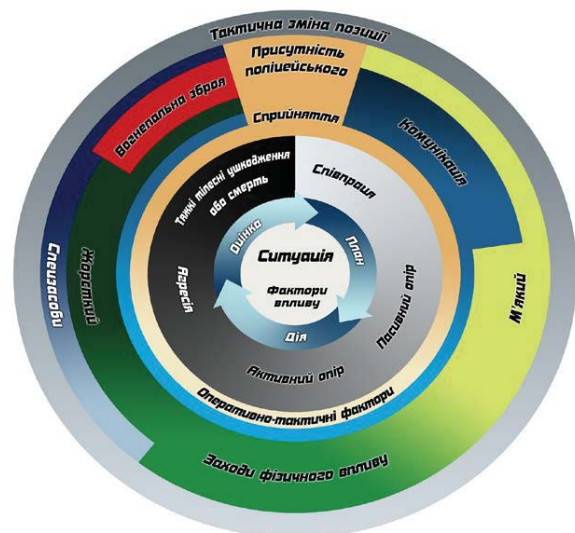 Тактична зміна позиції
Присутність
поліцейського
Сприйняття
Вогнепальна зброя
Комунікація
Тяжкі тілесні ушкодження
або смерть
Співпраця
Оцінка
План
Ситуація
Фактори
впливу
Дія
Спецзасоби
Жорсткий
Агресія
Пасивний опір
М'який
Активний опір
Оперативно-тактичні фактори
Заходи фізичного впливу